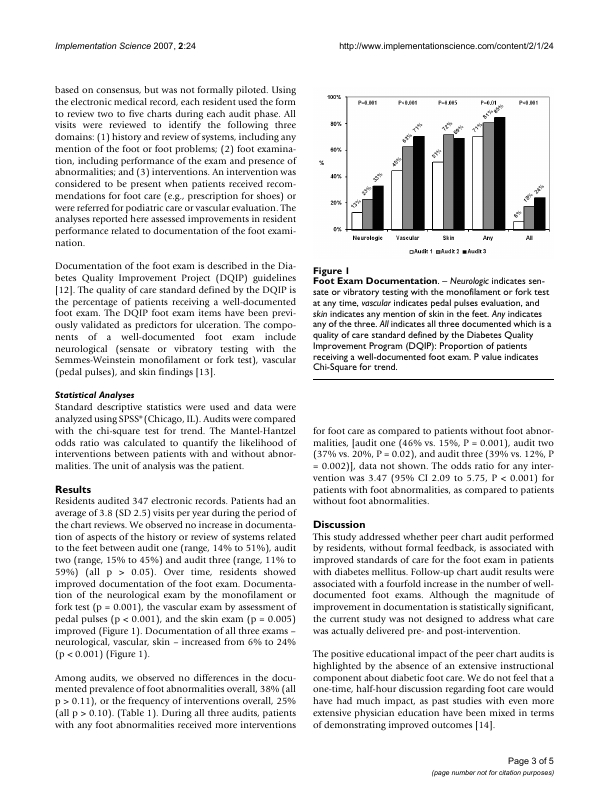 Implementation Science 2007, 2:24
http://www.implementationscience.com/content/2/1/24
based on consensus, but was not formally piloted. Using
the electronic medical record, each resident used the form
to review two to five charts during each audit phase. All
visits were reviewed to identify the following three
domains: (1) history and review of systems, including any
mention of the foot or foot problems; (2) foot examina-
tion, including performance of the exam and presence of
abnormalities; and (3) interventions. An intervention was
considered to be present when patients received recom-
mendations for foot care (e.g., prescription for shoes) or
were referred for podiatric care or vascular evaluation. The
analyses reported here assessed improvements in resident
performance related to documentation of the foot exami-
nation.
Documentation of the foot exam is described in the Dia-
betes Quality Improvement Project (DQIP) guidelines
[12]. The quality of care standard defined by the DQIP is
the percentage of patients receiving a well-documented
foot exam. The DQIP foot exam items have been previ-
ously validated as predictors for ulceration. The compo-
nents of a well-documented foot exam include
neurological (sensate or vibratory testing with the
Semmes-Weinstein monofilament or fork test), vascular
(pedal pulses), and skin findings [13].
Statistical Analyses
Standard descriptive statistics were used and data were
analyzed using SPSS® (Chicago, IL). Audits were compared
with the chi-square test for trend. The Mantel-Hantzel
odds ratio was calculated to quantify the likelihood of
interventions between patients with and without abnor-
malities. The unit of analysis was the patient.
Results
Residents audited 347 electronic records. Patients had an
average of 3.8 (SD 2.5) visits per year during the period of
the chart reviews. We observed no increase in documenta-
tion of aspects of the history or review of systems related
to the feet between audit one (range, 14% to 51%), audit
two (range, 15% to 45%) and audit three (range, 11% to
59%) (all p > 0.05). Over time, residents showed
improved documentation of the foot exam. Documenta-
tion of the neurological exam by the monofilament or
fork test (p = 0.001), the vascular exam by assessment of
pedal pulses (p < 0.001), and the skin exam (p = 0.005)
improved (Figure 1). Documentation of all three exams –
neurological, vascular, skin – increased from 6% to 24%
(p < 0.001) (Figure 1).
Among audits, we observed no differences in the docu-
mented prevalence of foot abnormalities overall, 38% (all
p > 0.11), or the frequency of interventions overall, 25%
(all p > 0.10). (Table 1). During all three audits, patients
with any foot abnormalities received more interventions
100%
80%
60%
40%
20%
0%
%
P=0.001 P<0.001 P=0.005 P=0.01 P<0.001
13% 23% 33%
45% 63% 71%
51% 72% 69%
71% 81% 85%
6% 18% 24%
Neurologic Vascular Skin Any All
Audit 1 Audit 2 Audit 3
Figure 1
Foot Exam Documentation. – Neurologic indicates sen-
sate or vibratory testing with the monofilament or fork test
at any time, vascular indicates pedal pulses evaluation, and
skin indicates any mention of skin in the feet. Any indicates
any of the three. All indicates all three documented which is a
quality of care standard defined by the Diabetes Quality
Improvement Program (DQIP): Proportion of patients
receiving a well-documented foot exam. P value indicates
Chi-Square for trend.
for foot care as compared to patients without foot abnor-
malities, [audit one (46% vs. 15%, P = 0.001), audit two
(37% vs. 20%, P = 0.02), and audit three (39% vs. 12%, P
= 0.002)], data not shown. The odds ratio for any inter-
vention was 3.47 (95% CI 2.09 to 5.75, P < 0.001) for
patients with foot abnormalities, as compared to patients
without foot abnormalities.
Discussion
This study addressed whether peer chart audit performed
by residents, without formal feedback, is associated with
improved standards of care for the foot exam in patients
with diabetes mellitus. Follow-up chart audit results were
associated with a fourfold increase in the number of well-
documented foot exams. Although the magnitude of
improvement in documentation is statistically significant,
the current study was not designed to address what care
was actually delivered pre- and post-intervention.
The positive educational impact of the peer chart audits is
highlighted by the absence of an extensive instructional
component about diabetic foot care. We do not feel that a
one-time, half-hour discussion regarding foot care would
have had much impact, as past studies with even more
extensive physician education have been mixed in terms
of demonstrating improved outcomes [14].
Page 3 of 5
(page number not for citation purposes)